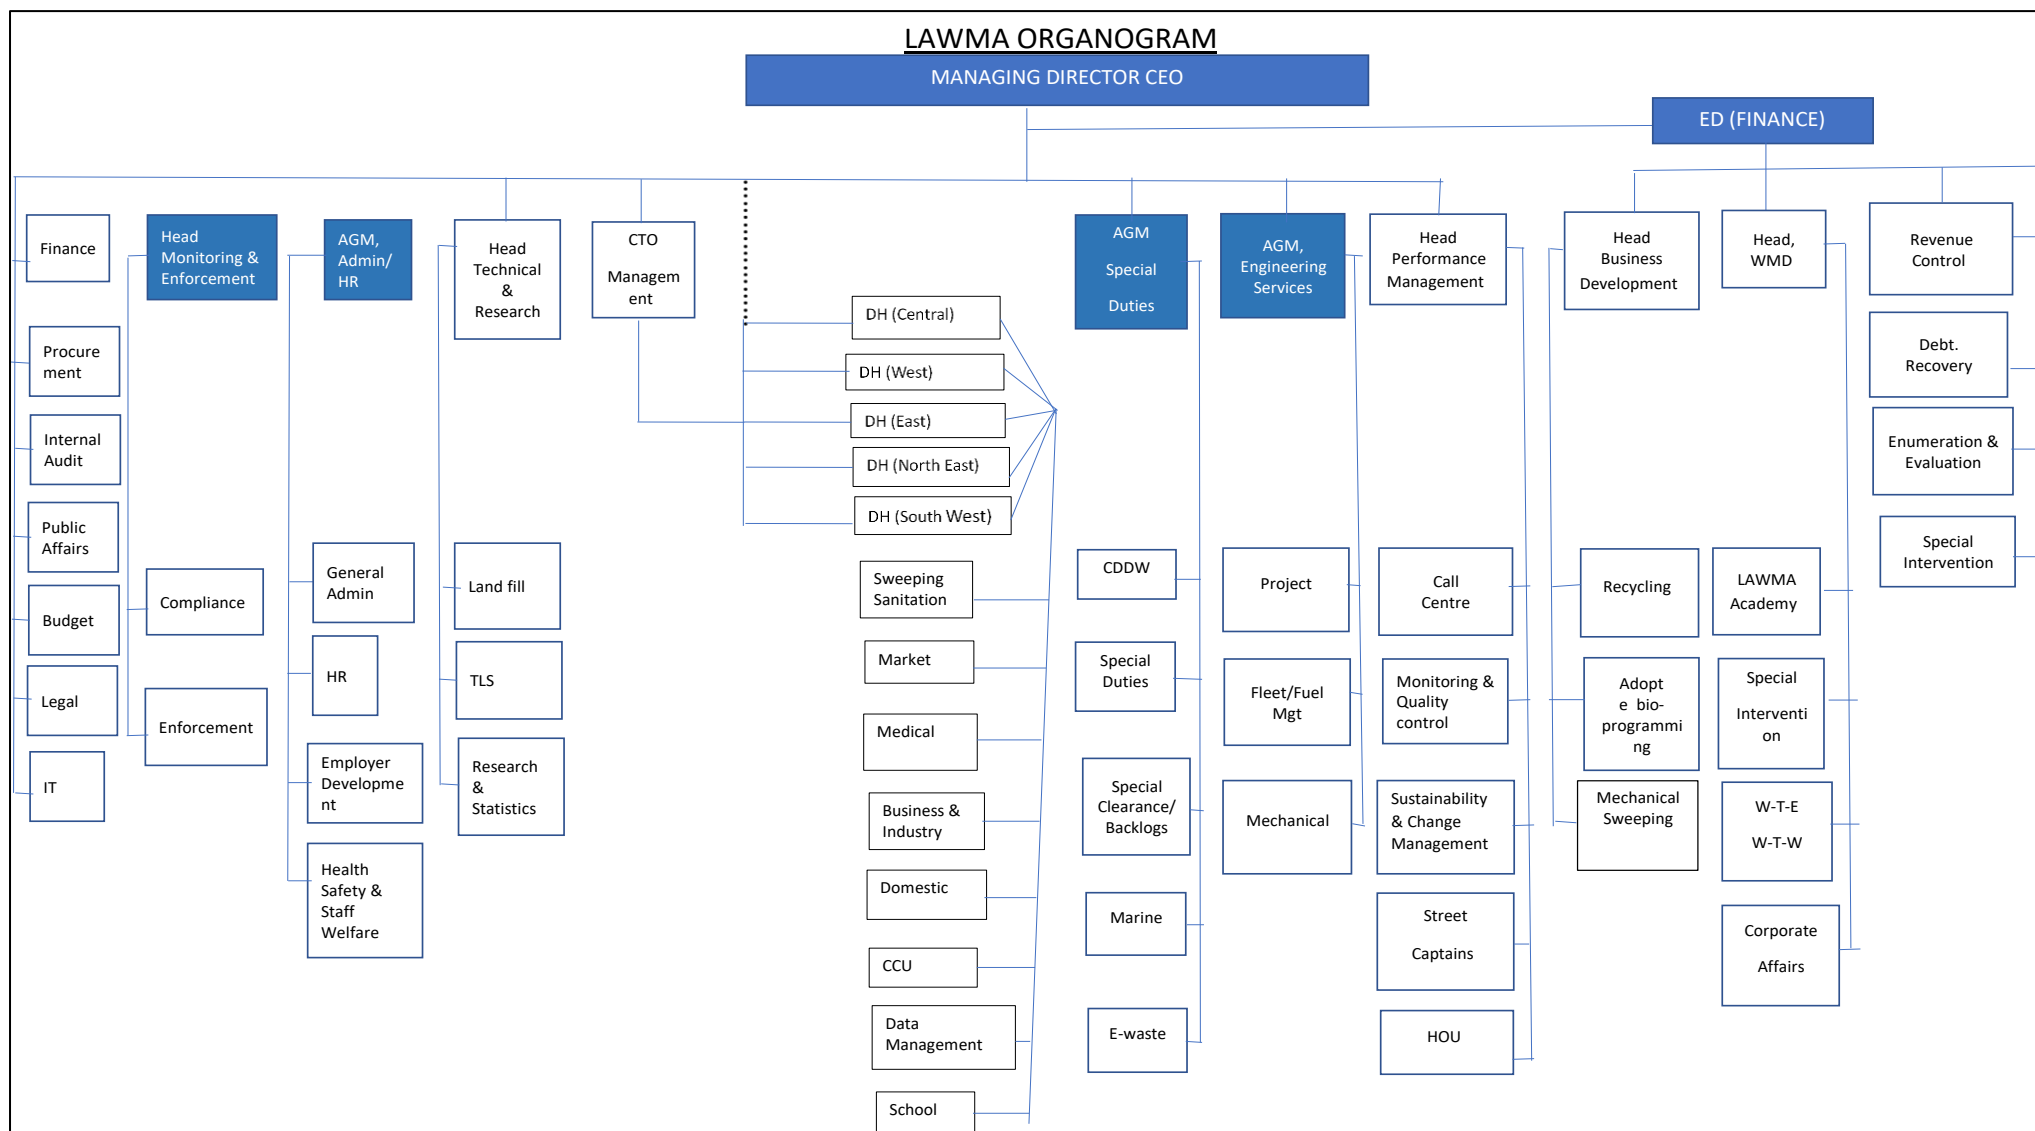 LAWMA ORGANOGRAM
MANAGING DIRECTOR CEO
ED (FINANCE)
Finance
Head
Monitoring &
Enforcement
AGM,
Admin/
HR
Head
Technical
&
Research
CTO
Managem
ent
AGM
Special
Duties
AGM,
Engineering
Services
Head
Performance
Management
Head
Business
Development
Head,
WMD
Revenue
Control
DH (Central)
DH (West)
DH (East)
DH (North East)
DH (South West)
Procure
ment
Internal
Audit
Public
Affairs
Budget
Legal
IT
Compliance
Enforcement
General
Admin
HR
Employer
Developme
nt
Health
Safety &
Staff
Welfare
Land fill
TLS
Research
&
Statistics
Sweeping
Sanitation
Market
Medical
Business &
Industry
Domestic
CCU
Data
Management
School
CDDW
Special
Duties
Special
Clearance/
Backlogs
Marine
E-waste
Project
Fleet/Fuel
Mgt
Mechanical
Call
Centre
Monitoring &
Quality
control
Sustainability
& Change
Management
Street
Captains
HOU
Recycling
Adopt
e bio-
programmi
ng
Mechanical
Sweeping
LAWMA
Academy
Special
Interventi
on
W-T-E
W-T-W
Corporate
Affairs
Debt.
Recovery
Enumeration &
Evaluation
Special
Intervention